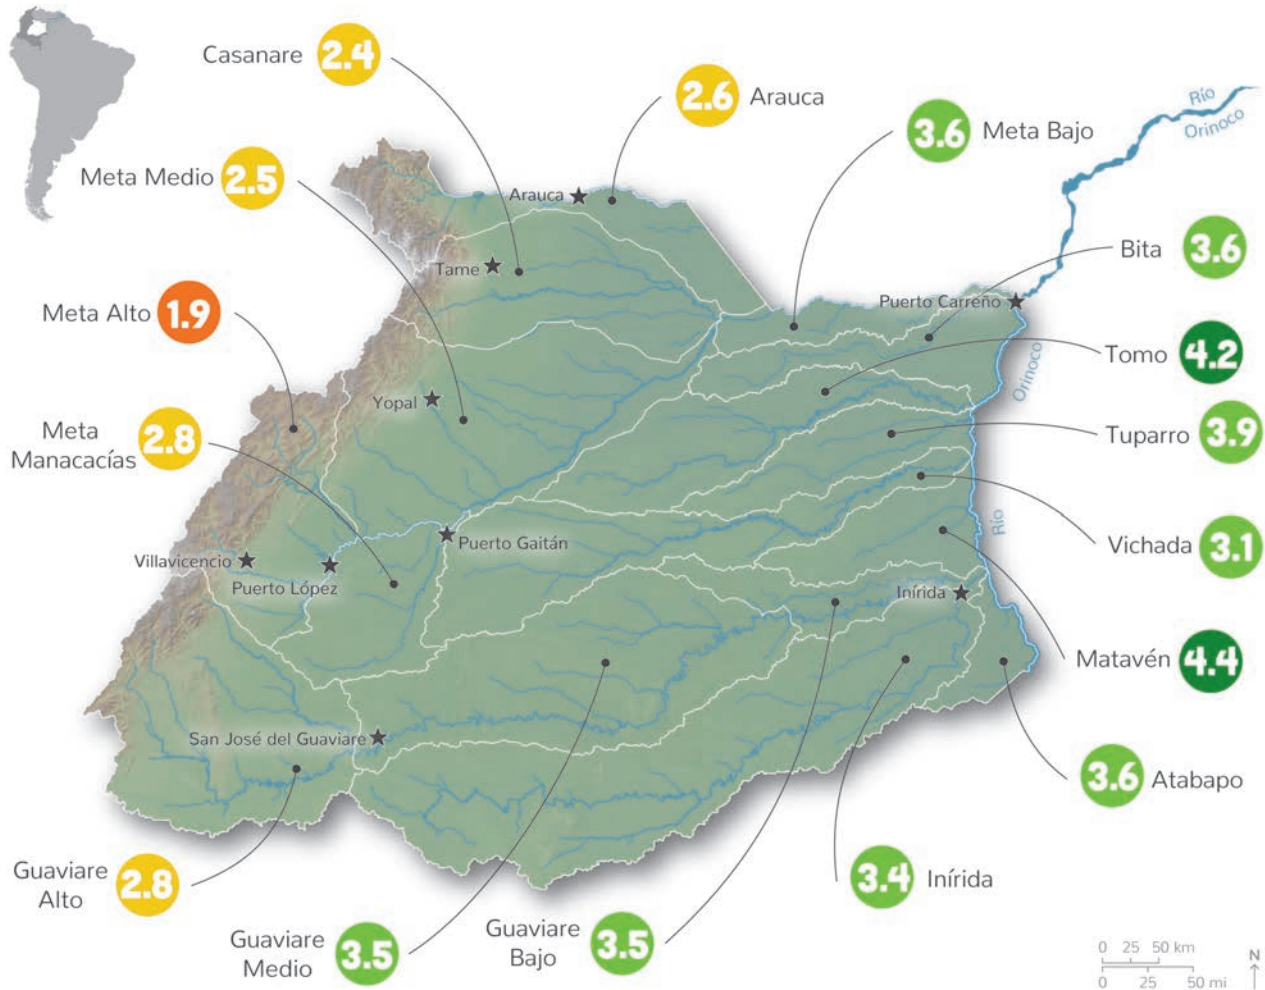 Casanare 2.4
2.6 Arauca
3.6 Meta Bajo
Río
Orinoco
Meta Medio 2.5
Arauca
Bita 3.6
Tame
Meta Alto 1.9
Puerto Carreño
Tomo 4.2
Orinoco
Yopal
Meta
Manacacías
2.8
Tuparro 3.9
Río
Puerto Gaitán
Vichada 3.1
Villavicencio
Puerto López
Inírida
Matavén 4.4
San José del Guaviare
3.6 Atabapo
Guaviare
Alto
2.8
3.4 Inírida
Guaviare
Medio
3.5
Guaviare
Bajo
3.5
0 25 50 km
0 25 50 mi
N